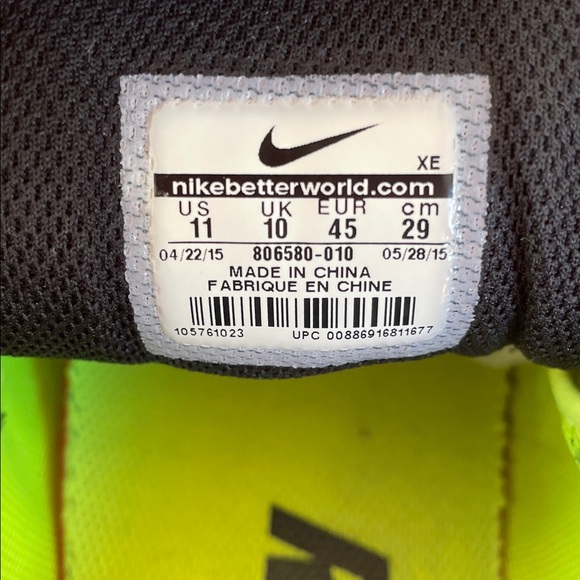 XE
nikebetterworld.com
US UK EUR cm
11 10 45 29
04/22/15 806580-010 05/28/15
MADE IN CHINA
FABRIQUE EN CHINE
105761023 UPC 00886916811677